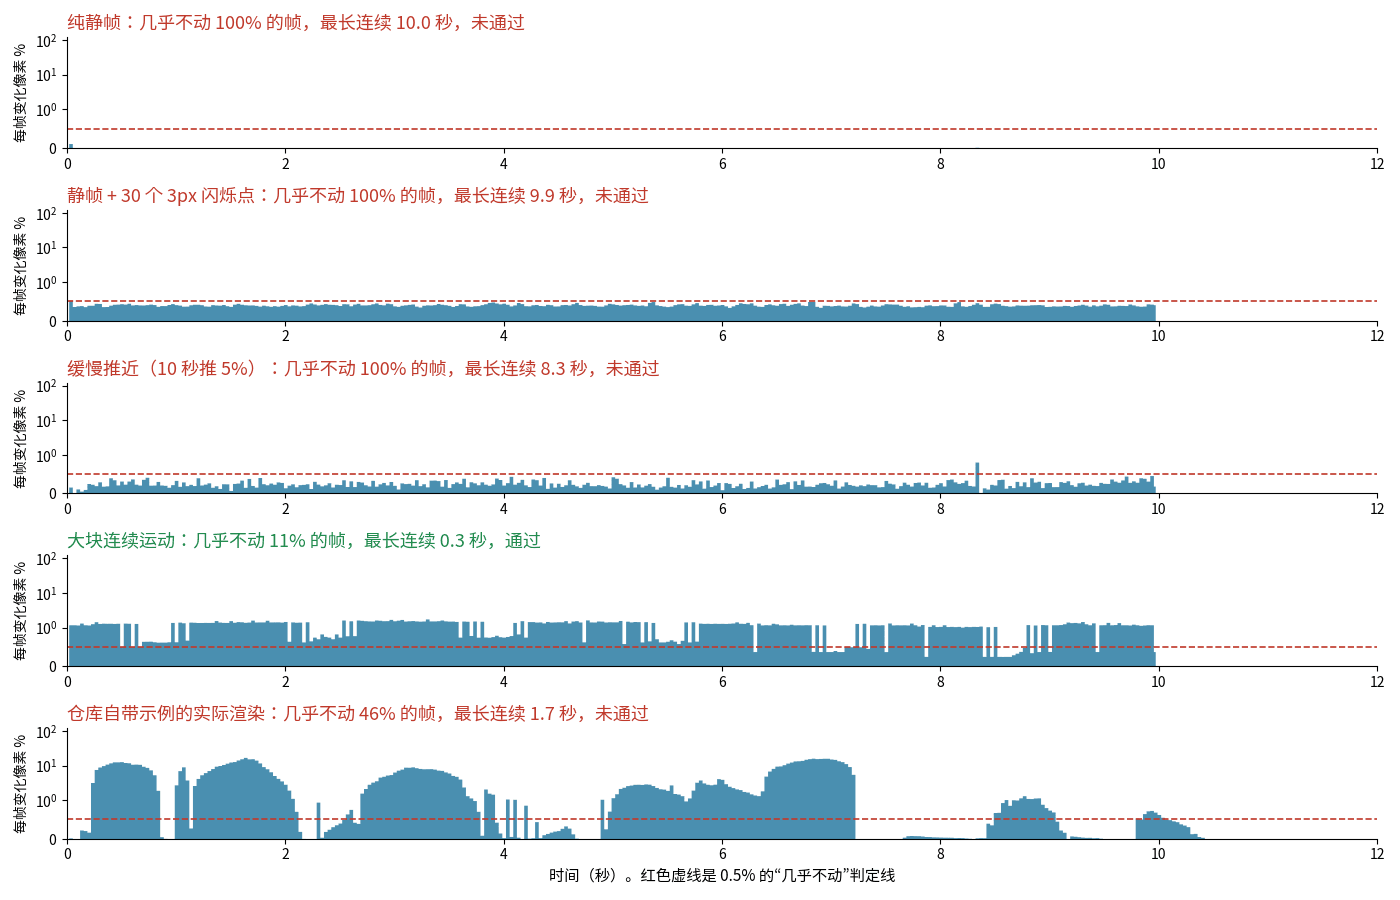 纯静帧：几乎不动 100% 的帧，最长连续 10.0 秒，未通过
每帧变化像素 %
10²
10¹
10⁰
0
0 2 4 6 8 10 12
静帧 + 30 个 3px 闪烁点：几乎不动 100% 的帧，最长连续 9.9 秒，未通过
每帧变化像素 %
10²
10¹
10⁰
0
0 2 4 6 8 10 12
缓慢推近（10 秒推 5%）：几乎不动 100% 的帧，最长连续 8.3 秒，未通过
每帧变化像素 %
10²
10¹
10⁰
0
0 2 4 6 8 10 12
大块连续运动：几乎不动 11% 的帧，最长连续 0.3 秒，通过
每帧变化像素 %
10²
10¹
10⁰
0
0 2 4 6 8 10 12
仓库自带示例的实际渲染：几乎不动 46% 的帧，最长连续 1.7 秒，未通过
每帧变化像素 %
10²
10¹
10⁰
0
0 2 4 6 8 10 12
时间（秒）。红色虚线是 0.5% 的“几乎不动”判定线